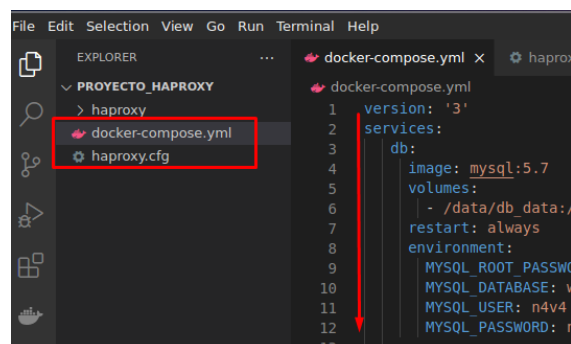 File Edit Selection View Go Run Terminal Help
EXPLORER
PROYECTO_HAPROXY
haproxy
docker-compose.yml
haproxy.cfg
docker-compose.yml
docker-compose.yml
1 version: '3'
2 services:
3 db:
4 image: mysql:5.7
5 volumes:
6 - /data/db_data:/
7 restart: always
8 environment:
9 MYSQL_ROOT_PASSWO
10 MYSQL_DATABASE:
11 MYSQL_USER: n4v4
12 MYSQL_PASSWORD: